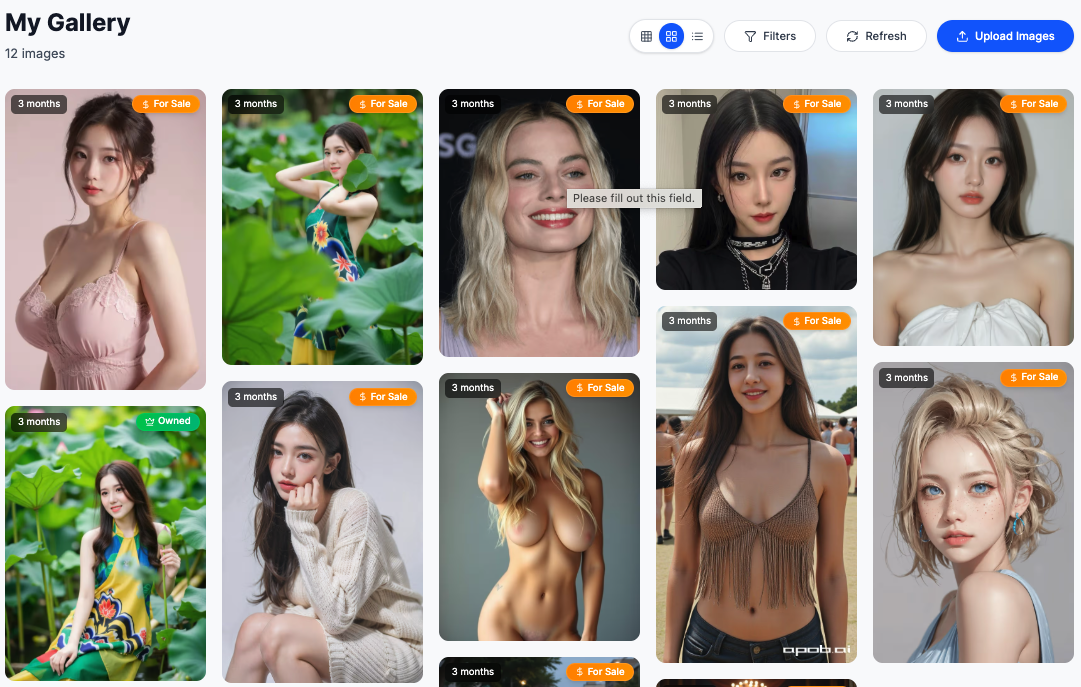 My Gallery
12 images
Filters
Refresh
Upload Images
3 months
For Sale
3 months
For Sale
3 months
For Sale
3 months
For Sale
3 months
For Sale
SG
Please fill out this field.
3 months
For Sale
3 months
For Sale
3 months
For Sale
3 months
For Sale
3 months
Owned
apob.ai
3 months
For Sale